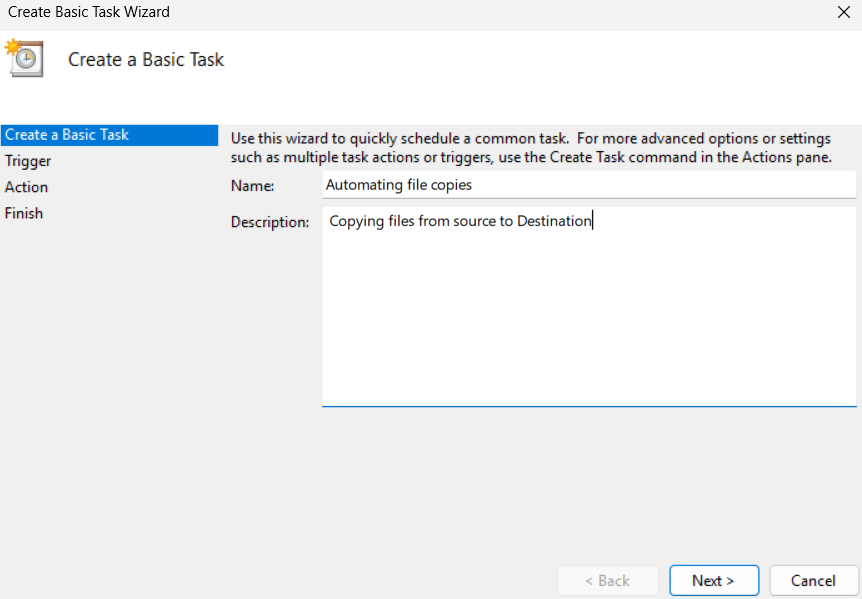 Create Basic Task Wizard
Create a Basic Task
Create a Basic Task
Trigger
Action
Finish
Use this wizard to quickly schedule a common task.  For more advanced options or settings
such as multiple task actions or triggers, use the Create Task command in the Actions pane.
Name: Automating file copies
Description: Copying files from source to Destination
< Back Next > Cancel